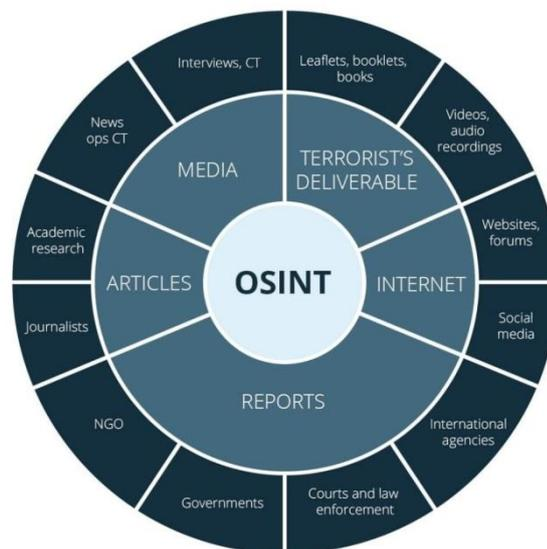 Interviews, CT
Leaflets, booklets,
books
News
ops CT
Videos,
audio
recordings
MEDIA
TERRORIST'S
DELIVERABLE
Academic
research
Websites,
forums
ARTICLES
OSINT
INTERNET
Journalists
Social
media
REPORTS
NGO
International
agencies
Governments
Courts and law
enforcement